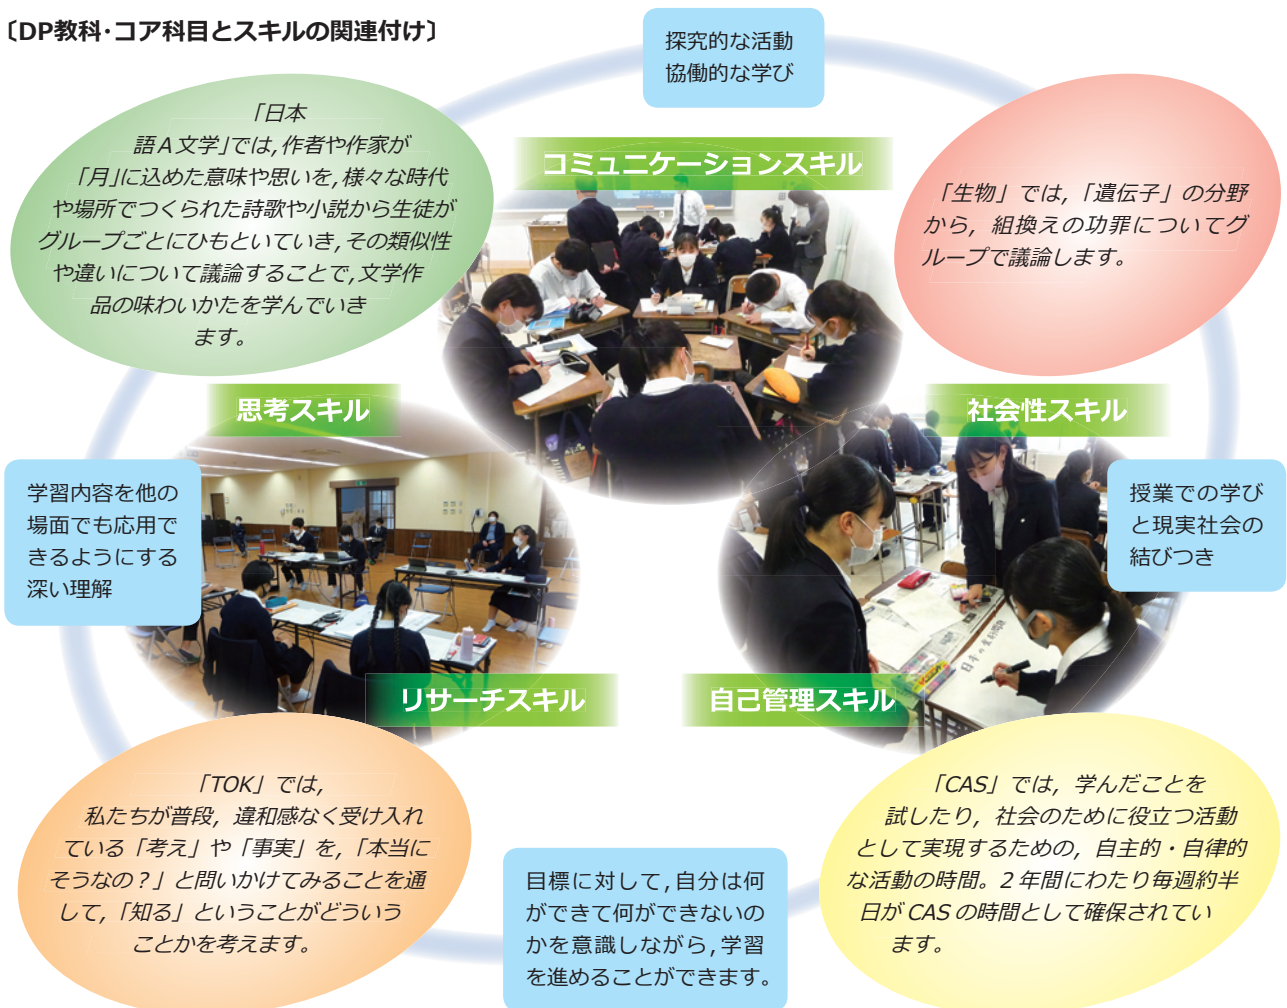 〔DP教科･コア科目とスキルの関連付け〕
探究的な活動
協働的な学び
「日本
語A文学」では,作者や作家が
「月」に込めた意味や思いを,様々な時代
や場所でつくられた詩歌や小説から生徒が
グループごとにひもといていき,その類似性
や違いについて議論することで,文学作
品の味わいかたを学んでいき
ます。
コミュニケーションスキル
「生物」では，「遺伝子」の分野
から，組換えの功罪についてグ
ループで議論します。
思考スキル
社会性スキル
学習内容を他の
場面でも応用で
きるようにする
深い理解
授業での学び
と現実社会の
結びつき
リサーチスキル
自己管理スキル
「TOK」では，
私たちが普段，違和感なく受け入れ
ている「考え」や「事実」を,「本当に
そうなの？」と問いかけてみることを通
して,「知る」ということがどういう
ことかを考えます。
目標に対して,自分は何
ができて何ができないの
かを意識しながら,学習
を進めることができます。
「CAS」では，学んだことを
試したり，社会のために役立つ活動
として実現するための，自主的・自律的
な活動の時間。2年間にわたり毎週約半
日が CAS の時間として確保されてい
ます。